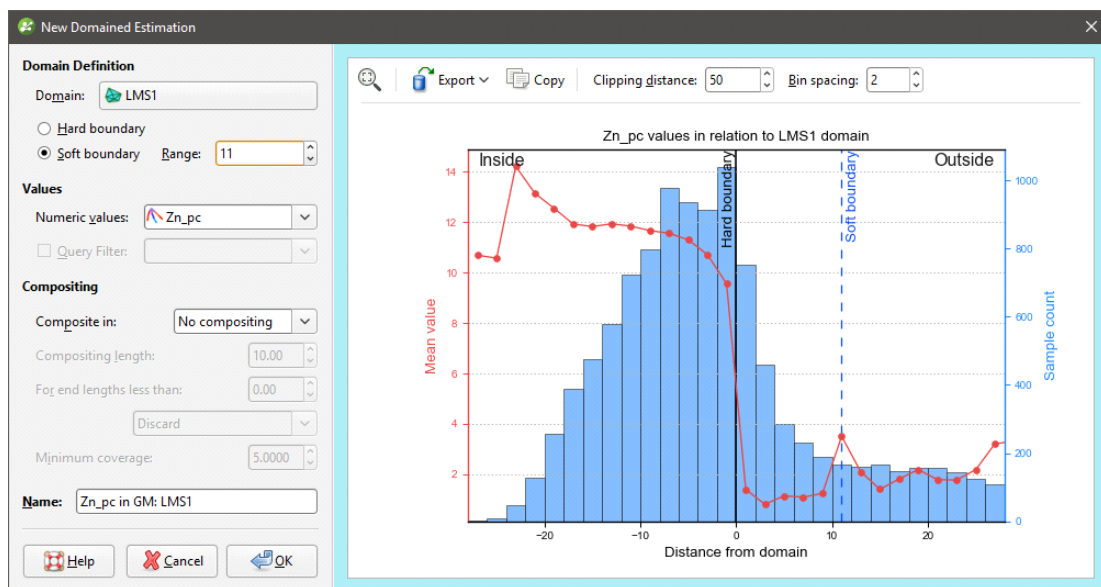 New Domained Estimation
Domain Definition
Domain: LMS1
Hard boundary
Soft boundary Range: 11
Values
Numeric values: Zn_pc
Query Filter:
Compositing
Composite in: No compositing
Compositing length: 10.00
For end lengths less than: 0.00
Discard
Minimum coverage: 5.0000
Name: Zn_pc in GM: LMS1
Help Cancel OK
Export Copy Clipping distance: 50 Bin spacing: 2
Zn_pc values in relation to LMS1 domain
Inside Outside
Hard boundary
Soft boundary
Mean value
14
12
10
8
6
4
2
Sample count
1000
800
600
400
200
0
−20 −10 0 10 20
Distance from domain